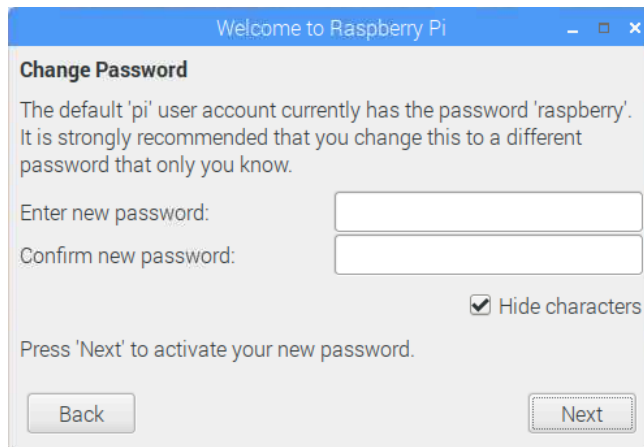 Welcome to Raspberry Pi
Change Password
The default 'pi' user account currently has the password 'raspberry'.
It is strongly recommended that you change this to a different
password that only you know.
Enter new password:
Confirm new password:
Hide characters
Press 'Next' to activate your new password.
Back
Next